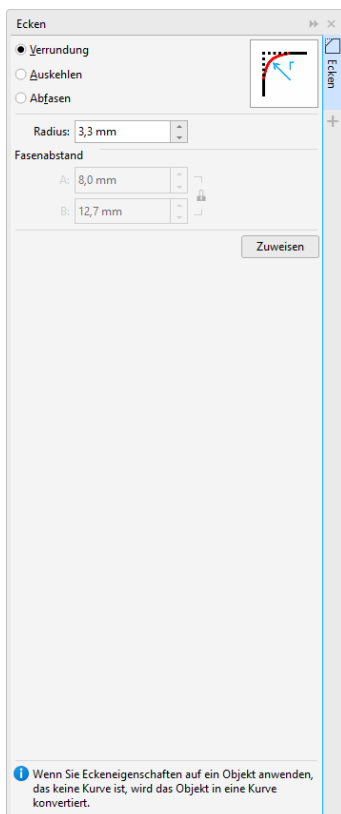 Ecken
Verrundung
Auskehlen
Abfasen
r
Ecken
Radius: 3,3 mm
Fasenabstand
A: 8,0 mm
B: 12,7 mm
Zuweisen
Wenn Sie Eckeneigenschaften auf ein Objekt anwenden,
das keine Kurve ist, wird das Objekt in eine Kurve
konvertiert.